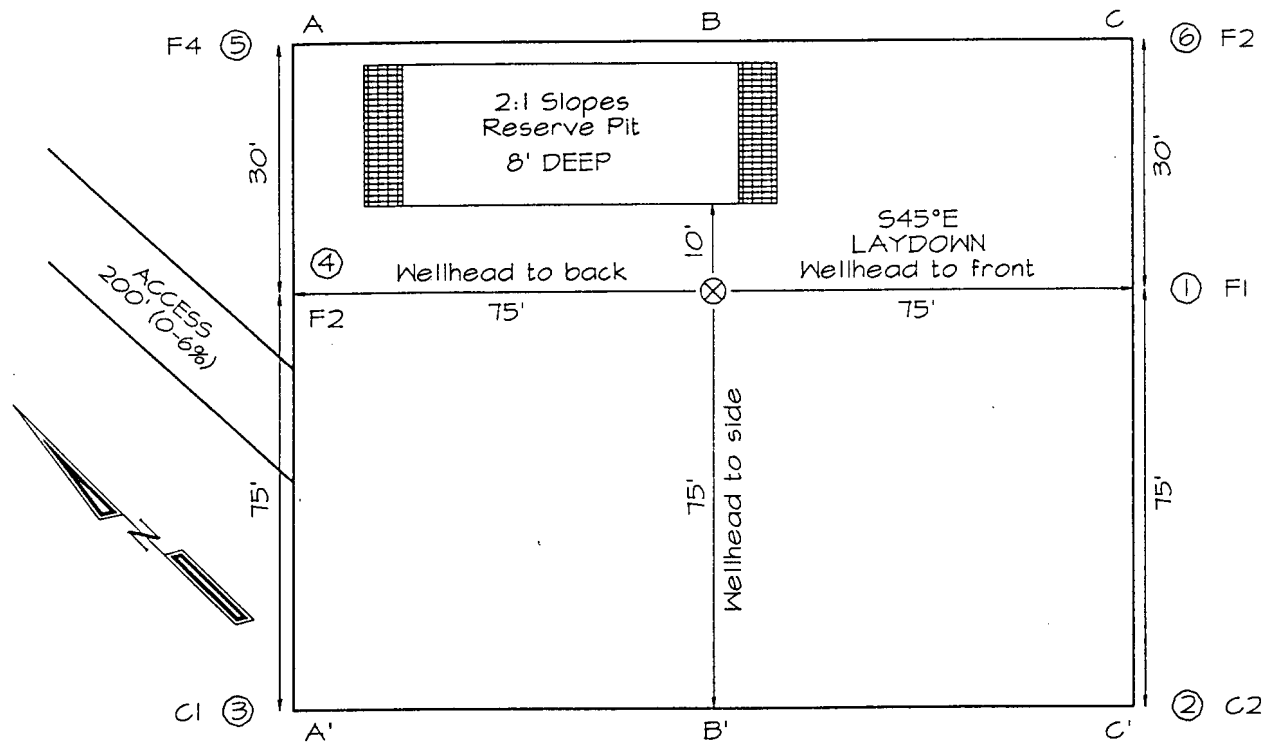 A
B
C
F4 ⑤
⑥ F2
2:1 Slopes
Reserve Pit
8' DEEP
30'
30'
S45°E
LAYDOWN
Wellhead to front
10'
④
Wellhead to back
① F1
75'
75'
F2
ACCESS
200' (0-6%)
Wellhead to side
75'
75'
75'
N
C1 ③
② C2
A'
B'
C'